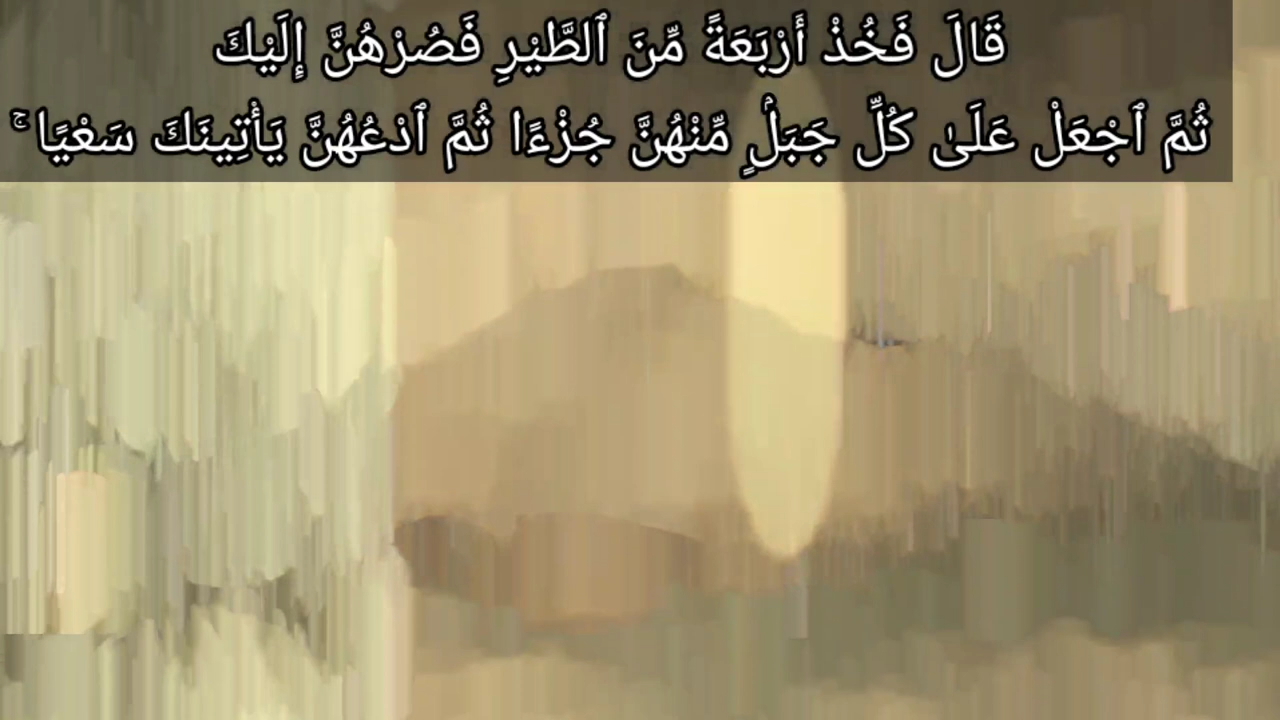 قَالَ فَخُذْ أَرْبَعَةً مِّنَ ٱلطَّيْرِ فَصُرْهُنَّ إِلَيْكَ
ثُمَّ ٱجْعَلْ عَلَىٰ كُلِّ جَبَلٍۢ مِّنْهُنَّ جُزْءًا ثُمَّ ٱدْعُهُنَّ يَأْتِينَكَ سَعْيًا ۚ